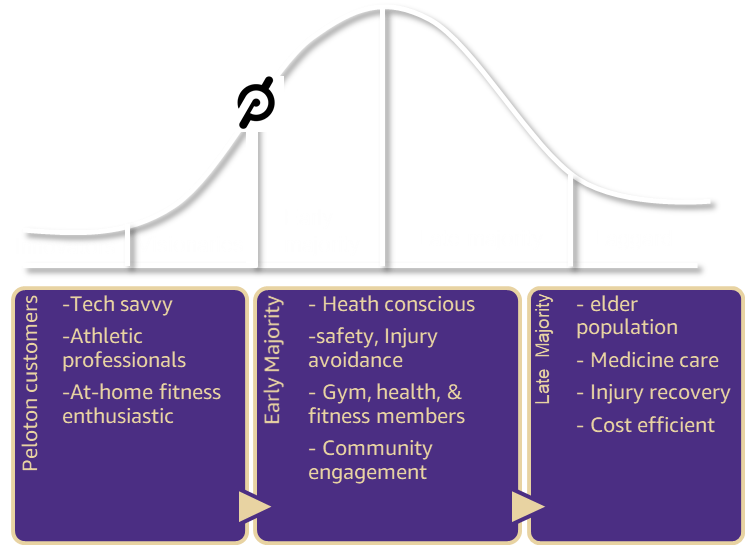 Peloton customers
-Tech savvy
-Athletic
professionals
-At-home fitness
enthusiastic
Early Majority
- Heath conscious
-safety, Injury
avoidance
- Gym, health, &
fitness members
- Community
engagement
Late Majority
- elder
population
- Medicine care
- Injury recovery
- Cost efficient